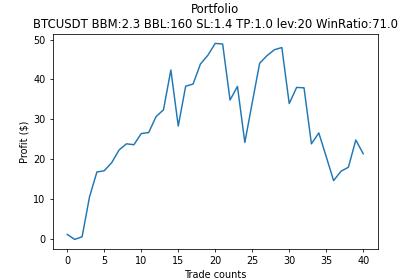 Portfolio
BTCUSDT BBM:2.3 BBL:160 SL:1.4 TP:1.0 lev:20 WinRatio:71.0
50
40
30
20
10
0
Profit ($)
0 5 10 15 20 25 30 35 40
Trade counts